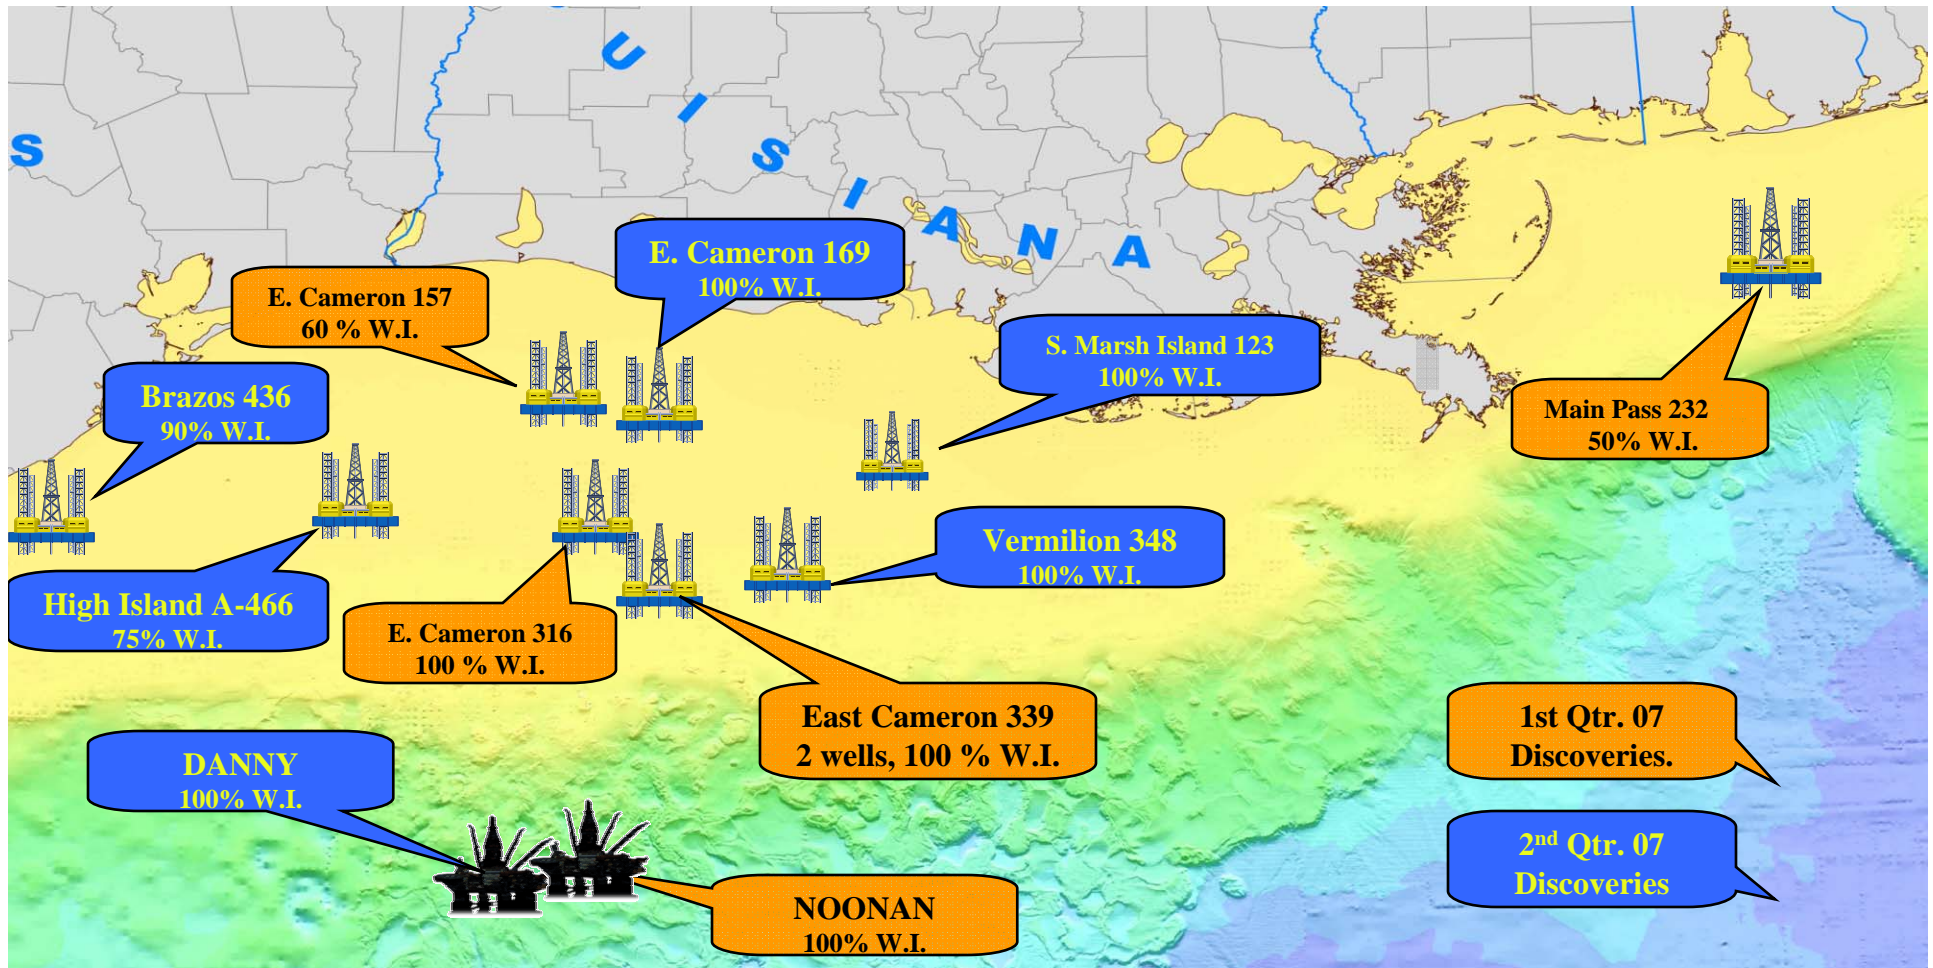 U I S I A N A
S
E. Cameron 169
100% W.I.
E. Cameron 157
60 % W.I.
S. Marsh Island 123
100% W.I.
Brazos 436
90% W.I.
Main Pass 232
50% W.I.
Vermilion 348
100% W.I.
High Island A-466
75% W.I.
E. Cameron 316
100 % W.I.
East Cameron 339
2 wells, 100 % W.I.
1st Qtr. 07
Discoveries.
DANNY
100% W.I.
2nd Qtr. 07
Discoveries
NOONAN
100% W.I.